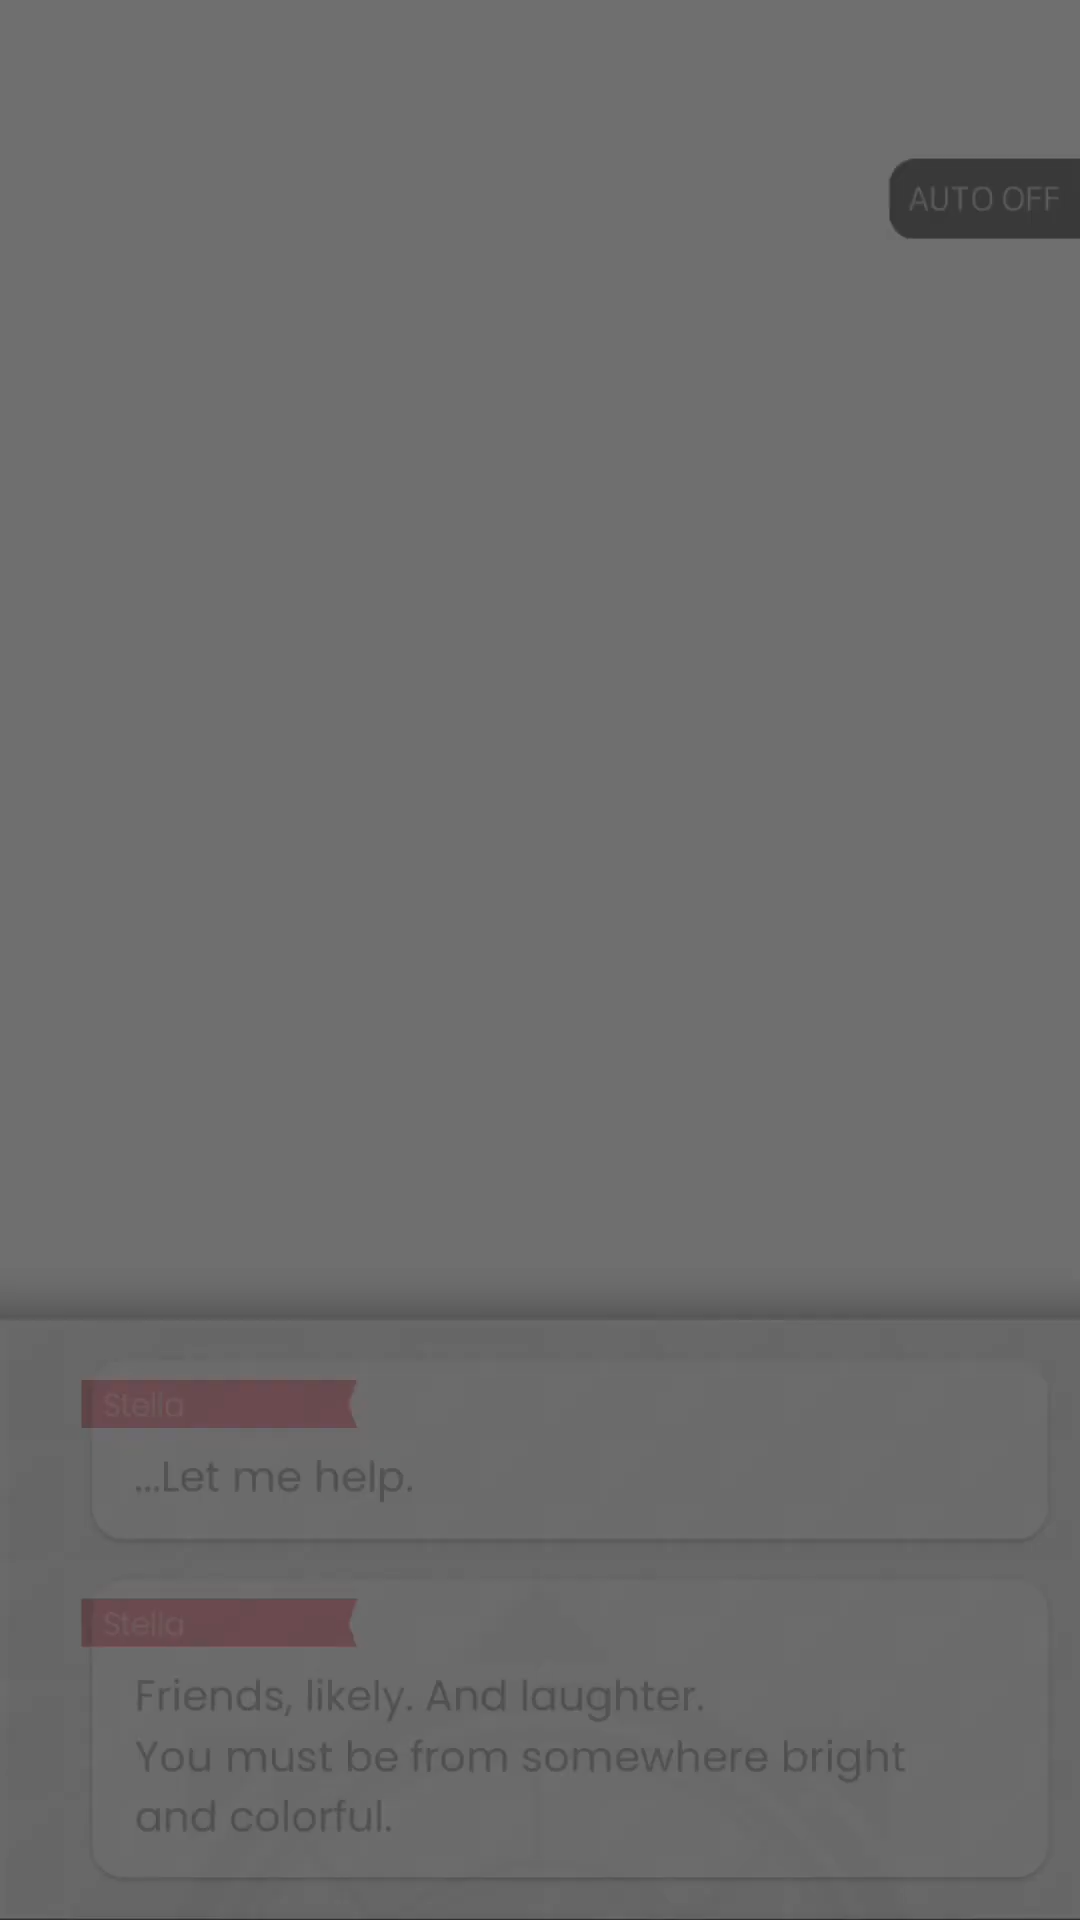 AUTO OFF
Stella
...Let me help.
Stella
Friends, likely. And laughter.
You must be from somewhere bright
and colorful.